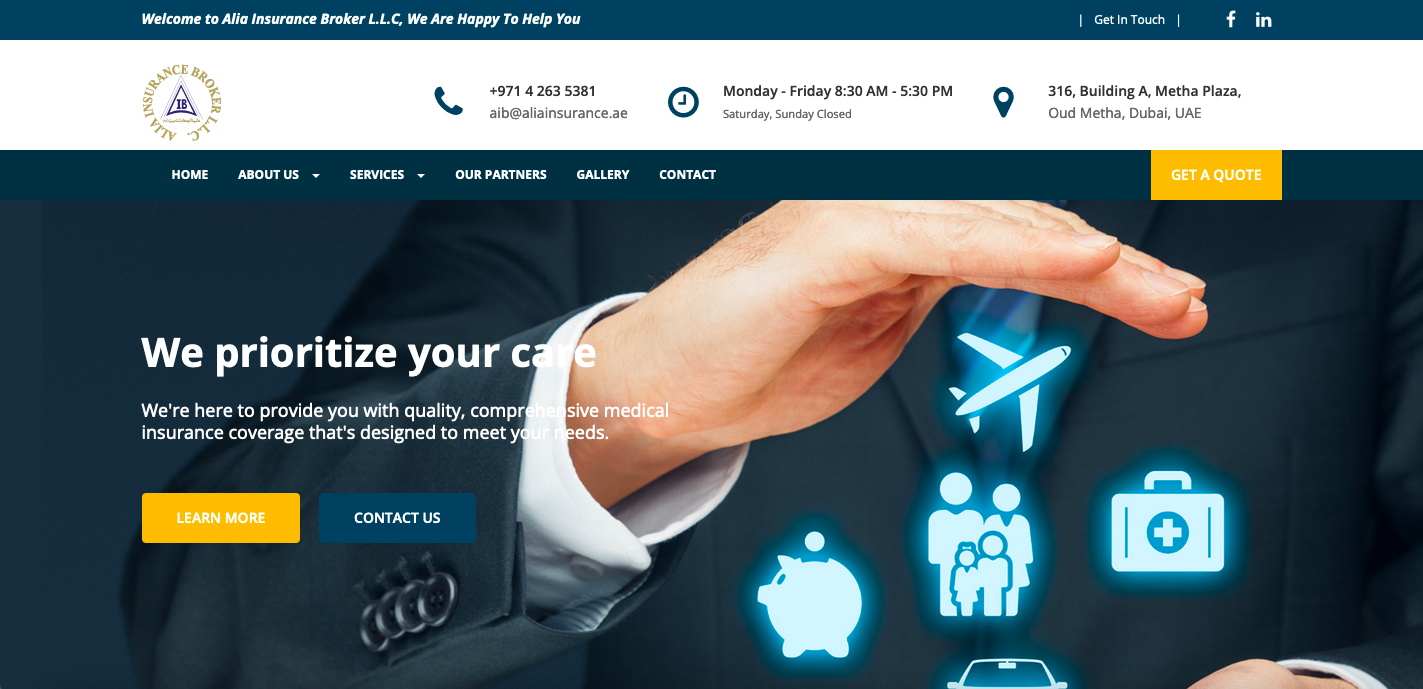 Welcome to Alia Insurance Broker L.L.C, We Are Happy To Help You
| Get In Touch |
ALIA INSURANCE BROKER L.L.C.
IB
+971 4 263 5381
aib@aliainsurance.ae
Monday - Friday 8:30 AM - 5:30 PM
Saturday, Sunday Closed
316, Building A, Metha Plaza,
Oud Metha, Dubai, UAE
HOME ABOUT US SERVICES OUR PARTNERS GALLERY CONTACT
GET A QUOTE
We prioritize your care
We're here to provide you with quality, comprehensive medical
insurance coverage that's designed to meet your needs.
LEARN MORE
CONTACT US